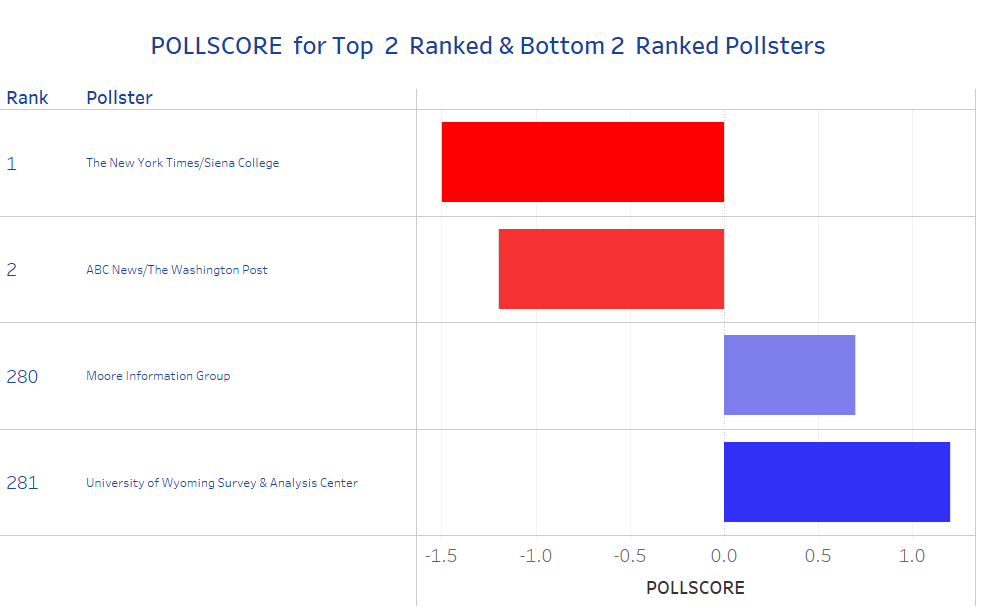 POLLSCORE for Top 2 Ranked & Bottom 2 Ranked Pollsters
Rank Pollster
1 The New York Times/Siena College
2 ABC News/The Washington Post
280 Moore Information Group
281 University of Wyoming Survey & Analysis Center
-1.5 -1.0 -0.5 0.0 0.5 1.0
POLLSCORE